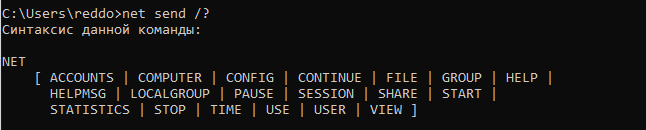 C:\Users\reddo>net send /?
Синтаксис данной команды:
NET
[ ACCOUNTS | COMPUTER | CONFIG | CONTINUE | FILE | GROUP | HELP |
HELPMSG | LOCALGROUP | PAUSE | SESSION | SHARE | START |
STATISTICS | STOP | TIME | USE | USER | VIEW ]